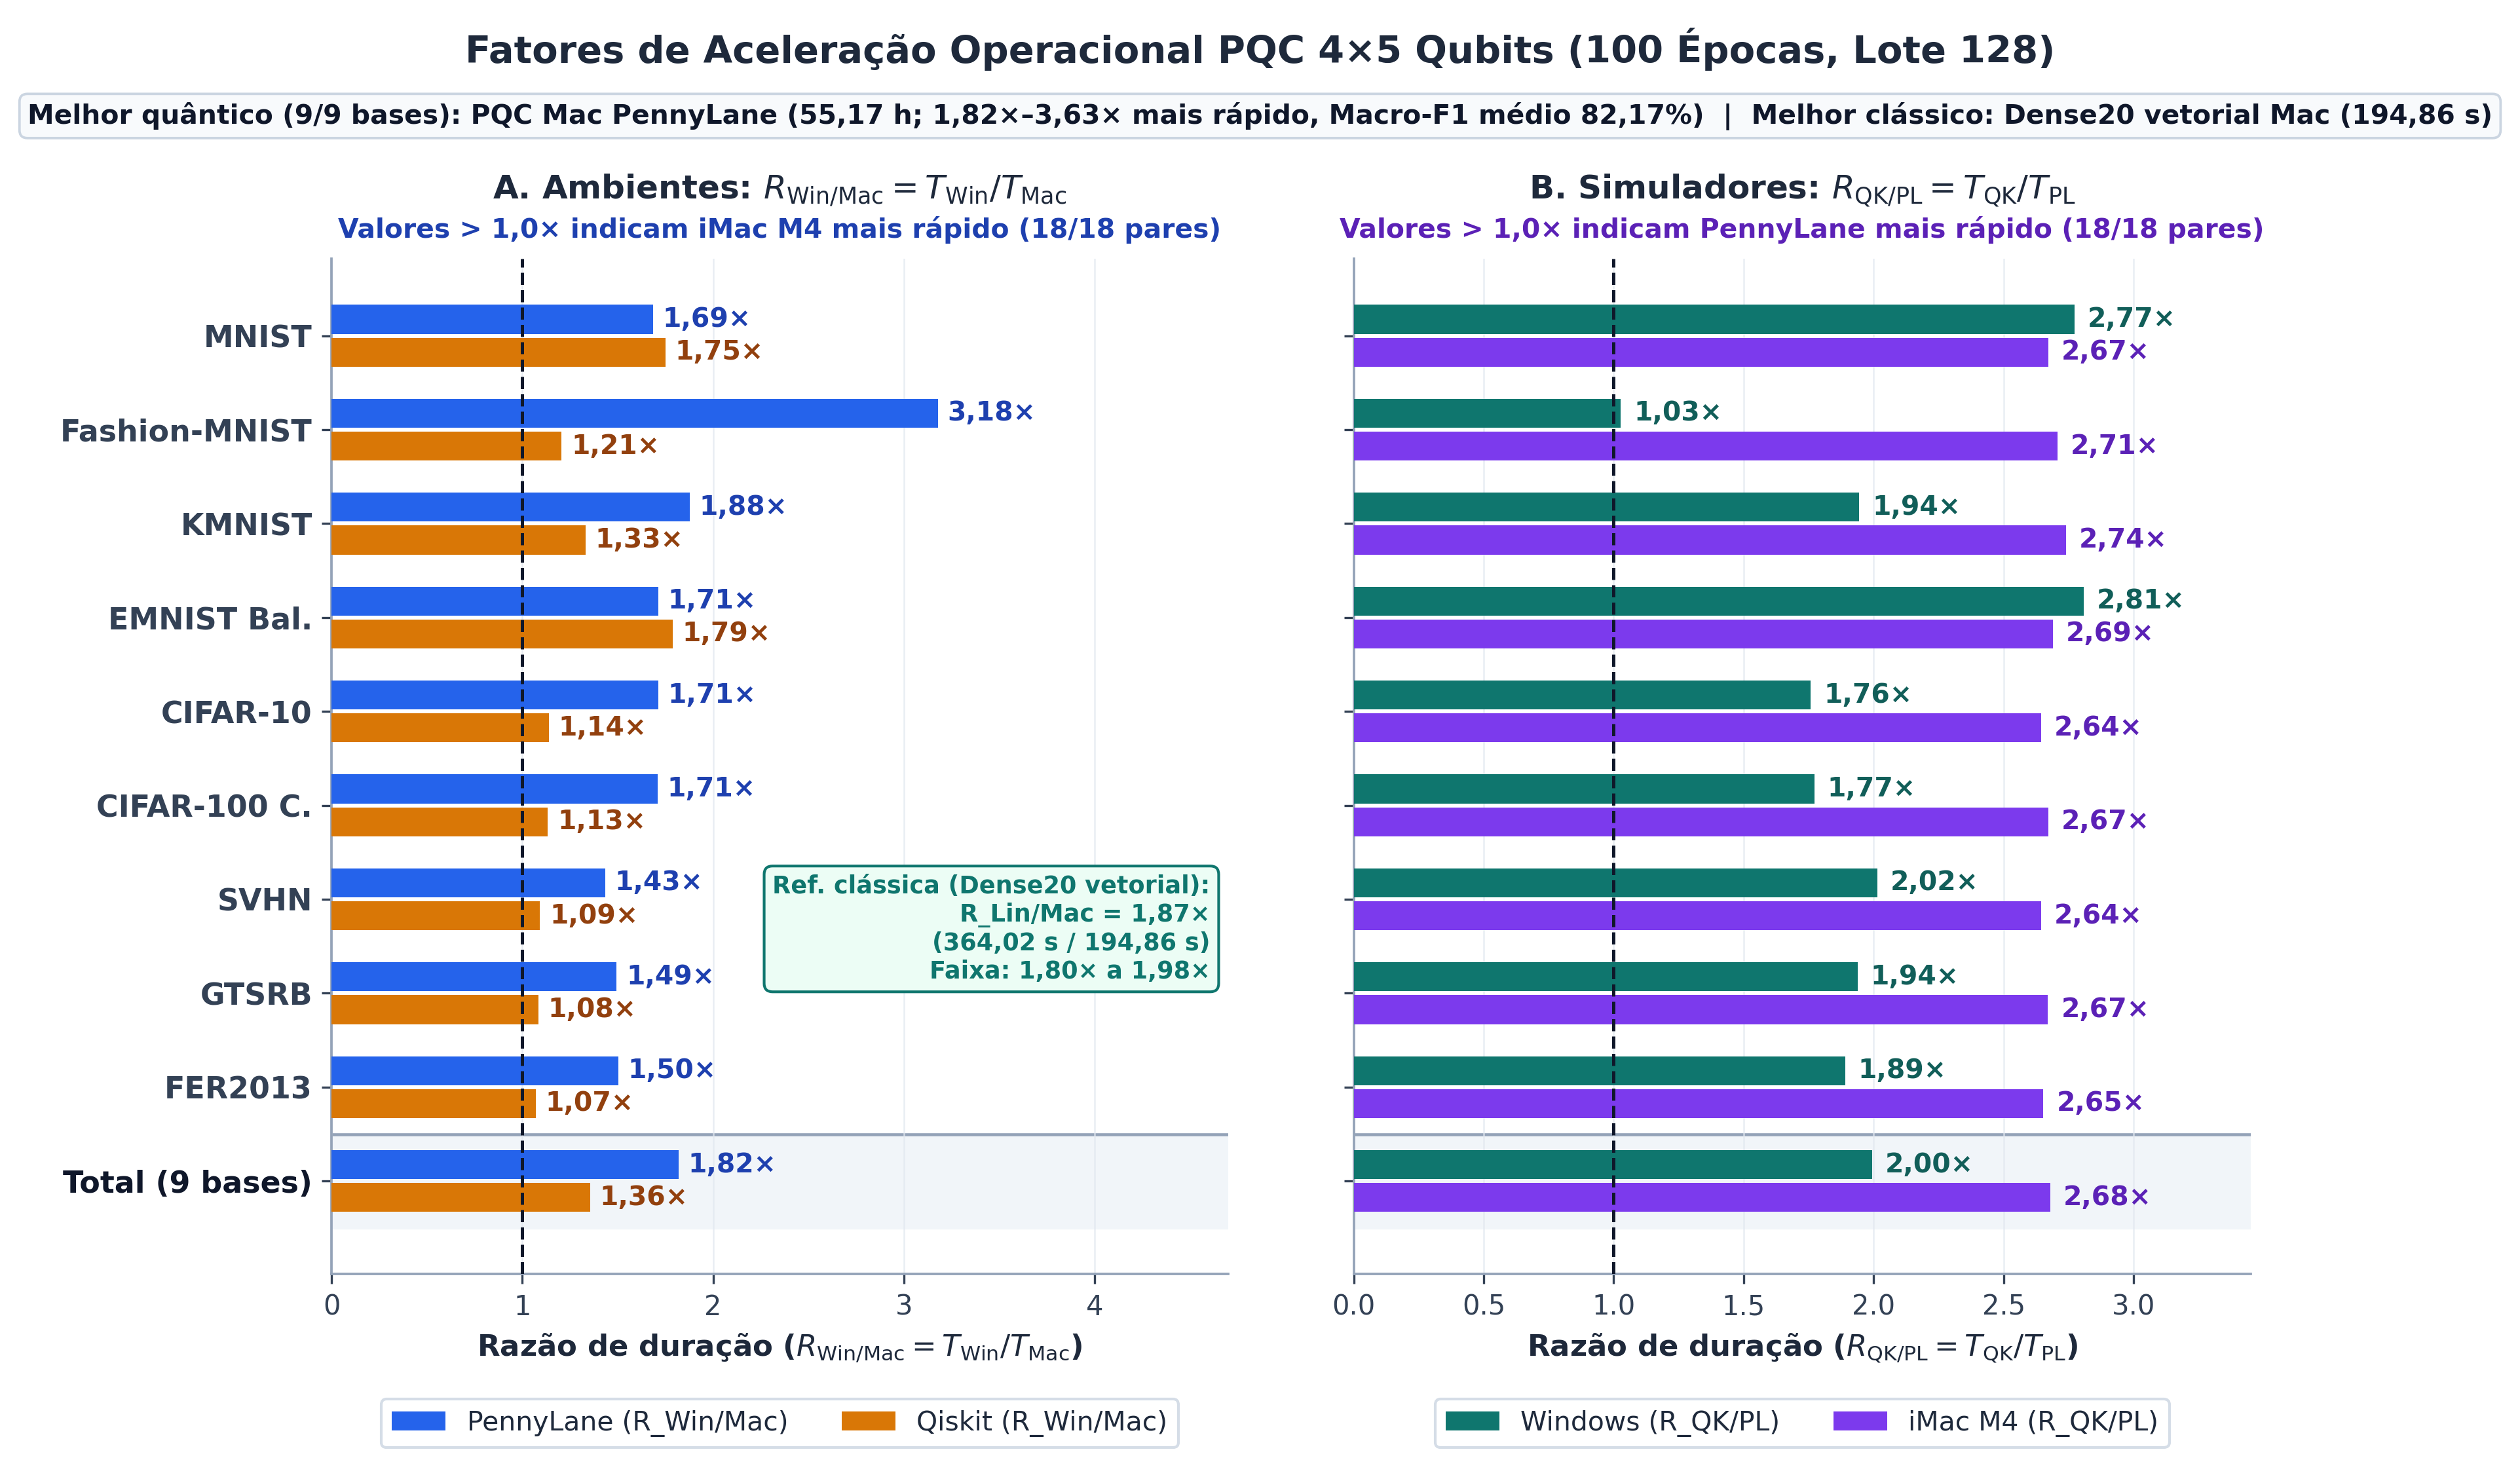 Fatores de Aceleração Operacional PQC 4×5 Qubits (100 Épocas, Lote 128)
Melhor quântico (9/9 bases): PQC Mac PennyLane (55,17 h; 1,82×–3,63× mais rápido, Macro-F1 médio 82,17%) | Melhor clássico: Dense20 vetorial Mac (194,86 s)
A. Ambientes: R_Win/Mac = T_Win/T_Mac
Valores > 1,0× indicam iMac M4 mais rápido (18/18 pares)
MNIST
1,69×
1,75×
Fashion-MNIST
3,18×
1,21×
KMNIST
1,88×
1,33×
EMNIST Bal.
1,71×
1,79×
CIFAR-10
1,71×
1,14×
CIFAR-100 C.
1,71×
1,13×
SVHN
1,43×
1,09×
GTSRB
1,49×
1,08×
FER2013
1,50×
1,07×
Total (9 bases)
1,82×
1,36×
Ref. clássica (Dense20 vetorial):
R_Lin/Mac = 1,87×
(364,02 s / 194,86 s)
Faixa: 1,80× a 1,98×
0 1 2 3 4
Razão de duração (R_Win/Mac = T_Win/T_Mac)
PennyLane (R_Win/Mac) Qiskit (R_Win/Mac)
B. Simuladores: R_QK/PL = T_QK/T_PL
Valores > 1,0× indicam PennyLane mais rápido (18/18 pares)
2,77×
2,67×
1,03×
2,71×
1,94×
2,74×
2,81×
2,69×
1,76×
2,64×
1,77×
2,67×
2,02×
2,64×
1,94×
2,67×
1,89×
2,65×
2,00×
2,68×
0.0 0.5 1.0 1.5 2.0 2.5 3.0
Razão de duração (R_QK/PL = T_QK/T_PL)
Windows (R_QK/PL) iMac M4 (R_QK/PL)